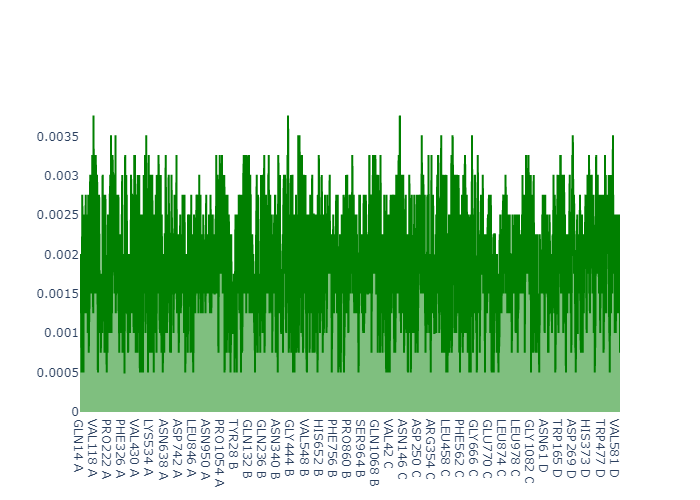 0.0035
0.003
0.0025
0.002
0.0015
0.001
0.0005
0
GLN14 A
VAL118 A
PRO222 A
PHE326 A
VAL430 A
LYS534 A
ASN638 A
ASP742 A
LEU846 A
ASN950 A
PRO1054 A
TYR28 B
GLN132 B
GLN236 B
ASN340 B
GLY444 B
VAL548 B
HIS652 B
PHE756 B
PRO860 B
SER964 B
GLN1068 B
VAL42 C
ASN146 C
ASP250 C
ARG354 C
LEU458 C
PHE562 C
GLY666 C
GLU770 C
LEU874 C
LEU978 C
GLY1082 C
ASN61 D
TRP165 D
ASP269 D
HIS373 D
TRP477 D
VAL581 D